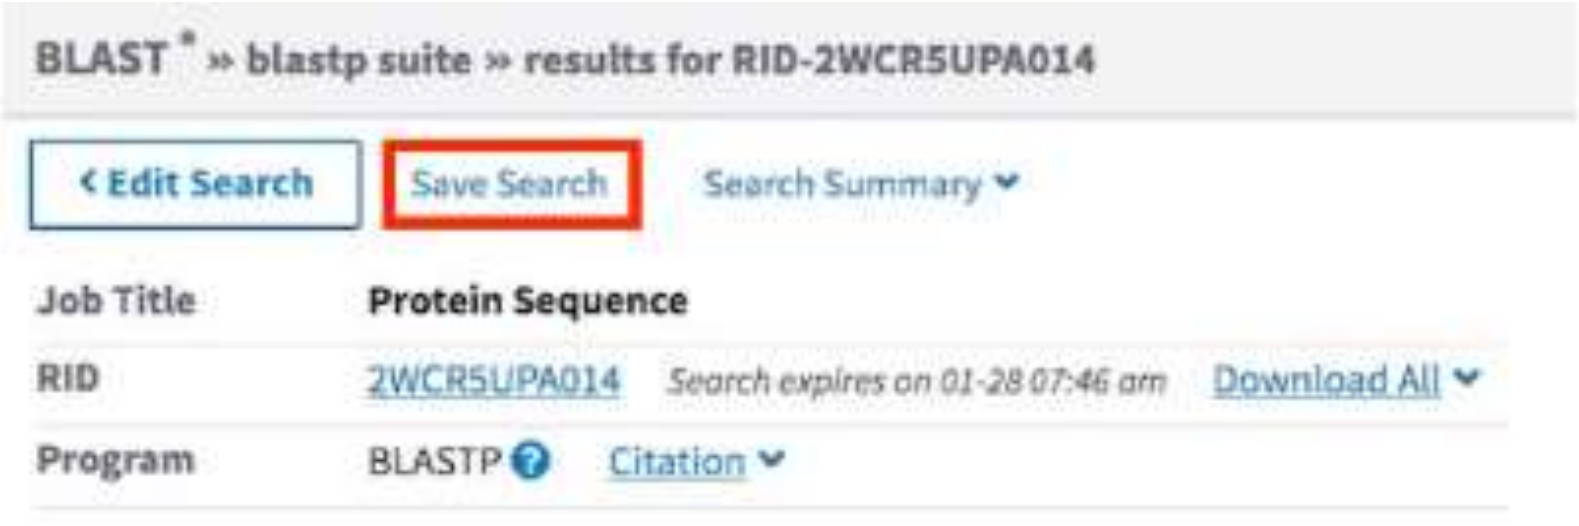 BLAST ® » blastp suite » results for RID-2WCR5UPA014
‹ Edit Search Save Search Search Summary
Job Title Protein Sequence
RID 2WCR5UPA014 Search expires on 01-28 07:46 am Download All
Program BLASTP ? Citation